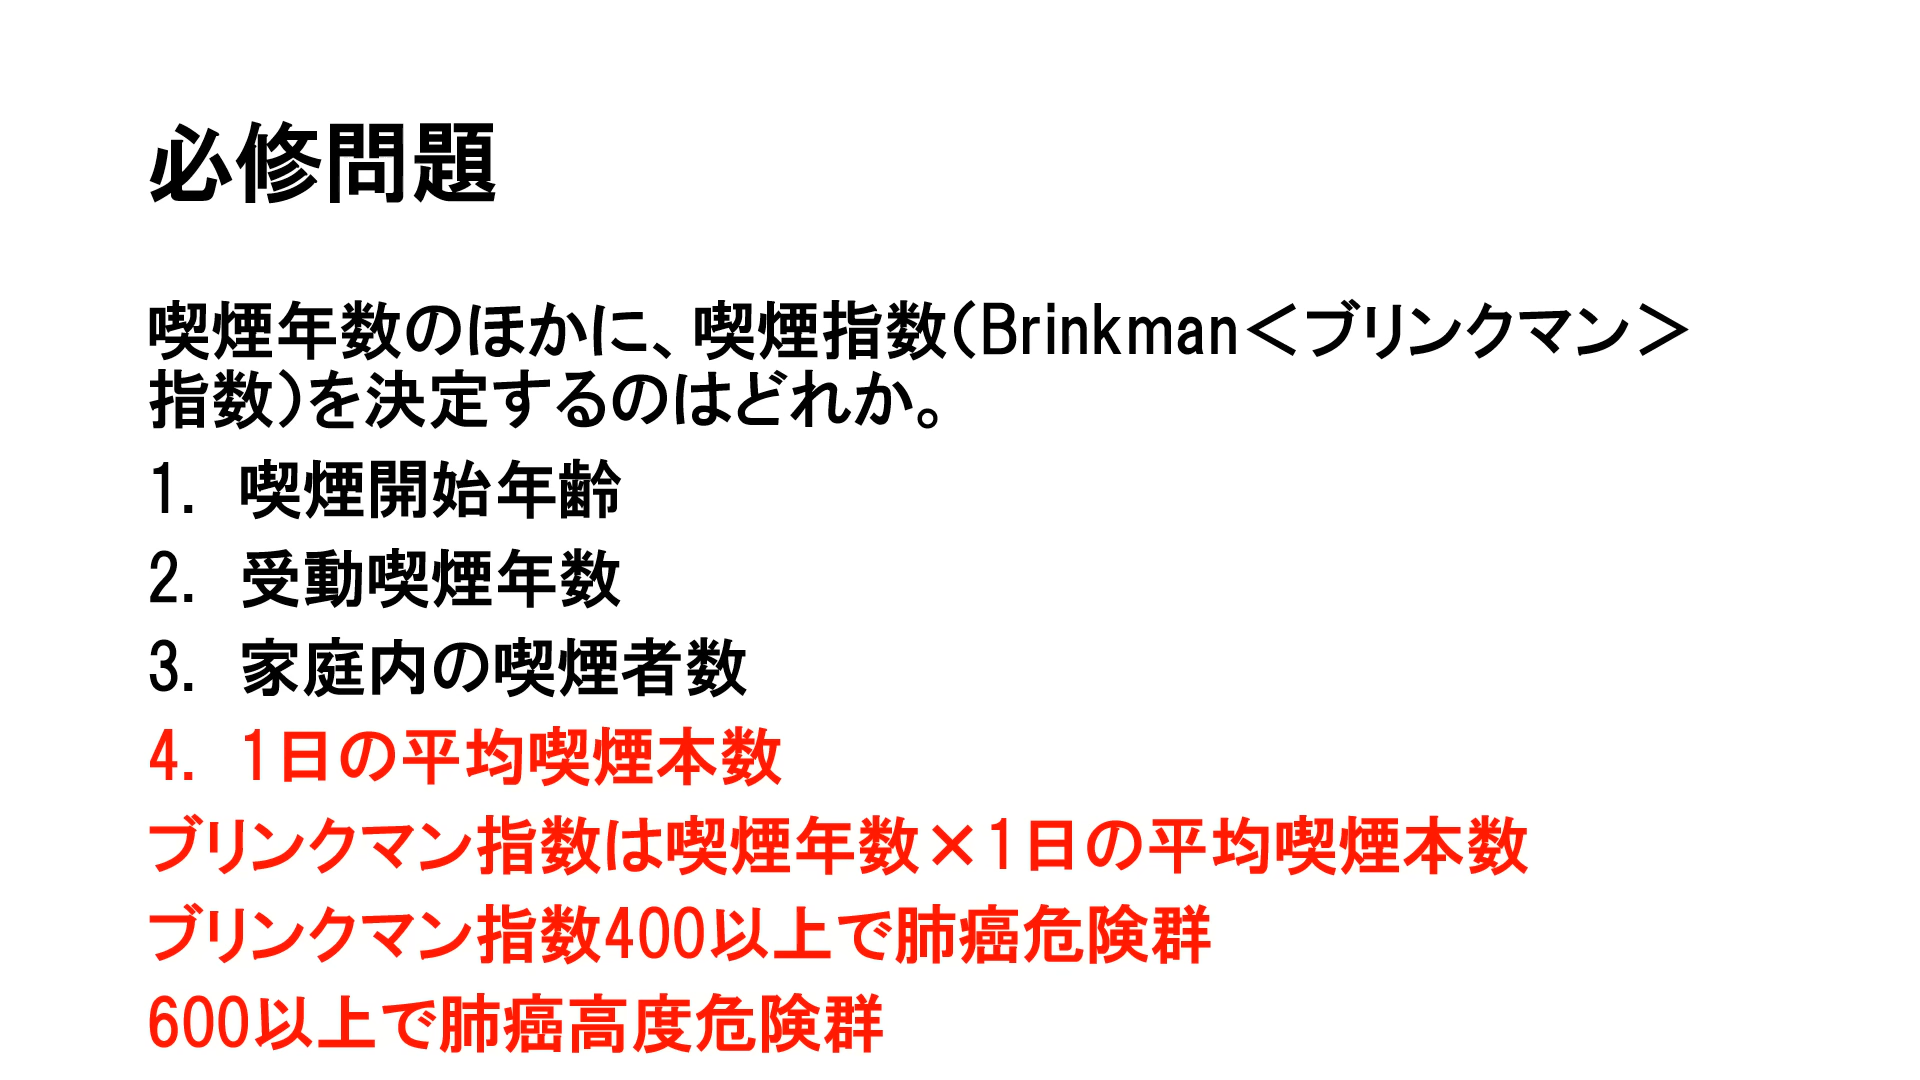 必修問題
喫煙年数のほかに、喫煙指数(Brinkman＜ブリンクマン＞
指数)を決定するのはどれか。
1. 喫煙開始年齢
2. 受動喫煙年数
3. 家庭内の喫煙者数
4. 1日の平均喫煙本数
ブリンクマン指数は喫煙年数×1日の平均喫煙本数
ブリンクマン指数400以上で肺癌危険群
600以上で肺癌高度危険群